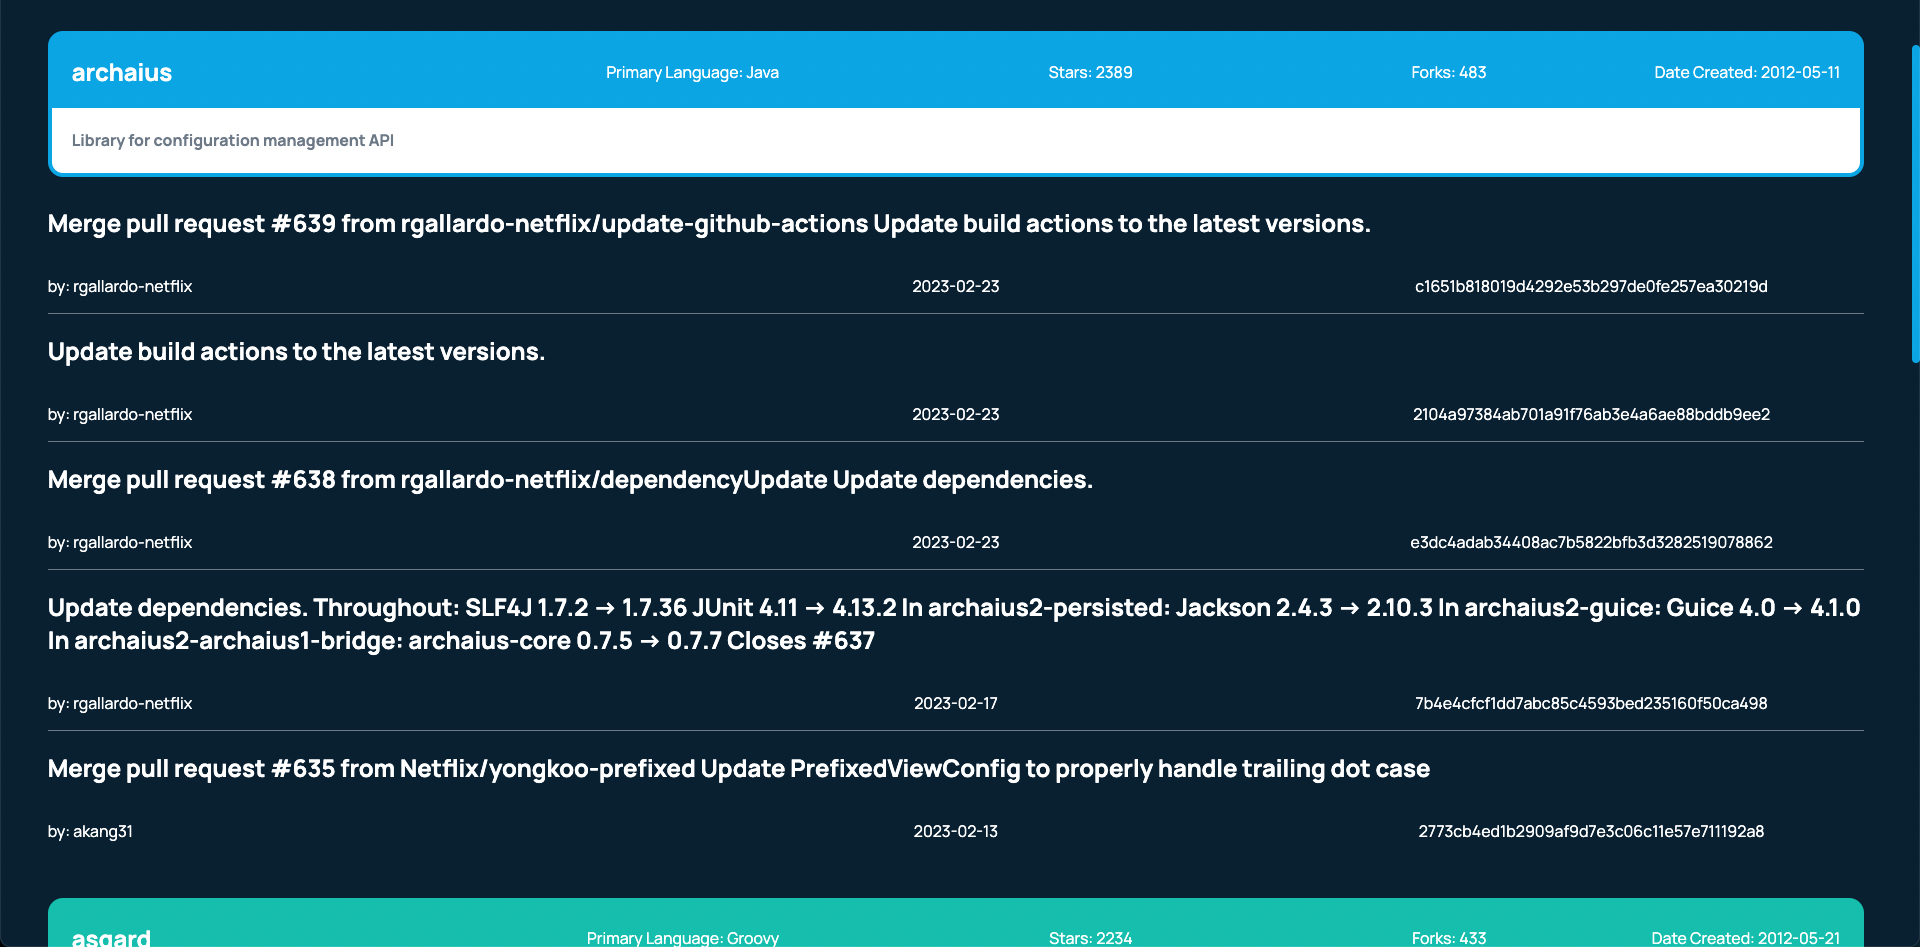 archaius Primary Language: Java Stars: 2389 Forks: 483 Date Created: 2012-05-11
Library for configuration management API
Merge pull request #639 from rgallardo-netflix/update-github-actions Update build actions to the latest versions.
by: rgallardo-netflix 2023-02-23 c1651b818019d4292e53b297de0fe257ea30219d
Update build actions to the latest versions.
by: rgallardo-netflix 2023-02-23 2104a97384ab701a91f76ab3e4a6ae88bddb9ee2
Merge pull request #638 from rgallardo-netflix/dependencyUpdate Update dependencies.
by: rgallardo-netflix 2023-02-23 e3dc4adab34408ac7b5822bfb3d3282519078862
Update dependencies. Throughout: SLF4J 1.7.2 → 1.7.36 JUnit 4.11 → 4.13.2 In archaius2-persisted: Jackson 2.4.3 → 2.10.3 In archaius2-guice: Guice 4.0 → 4.1.0
In archaius2-archaius1-bridge: archaius-core 0.7.5 → 0.7.7 Closes #637
by: rgallardo-netflix 2023-02-17 7b4e4cfcf1dd7abc85c4593bed235160f50ca498
Merge pull request #635 from Netflix/yongkoo-prefixed Update PrefixedViewConfig to properly handle trailing dot case
by: akang31 2023-02-13 2773cb4ed1b2909af9d7e3c06c11e57e711192a8
asgard Primary Language: Groovy Stars: 2234 Forks: 433 Date Created: 2012-05-21